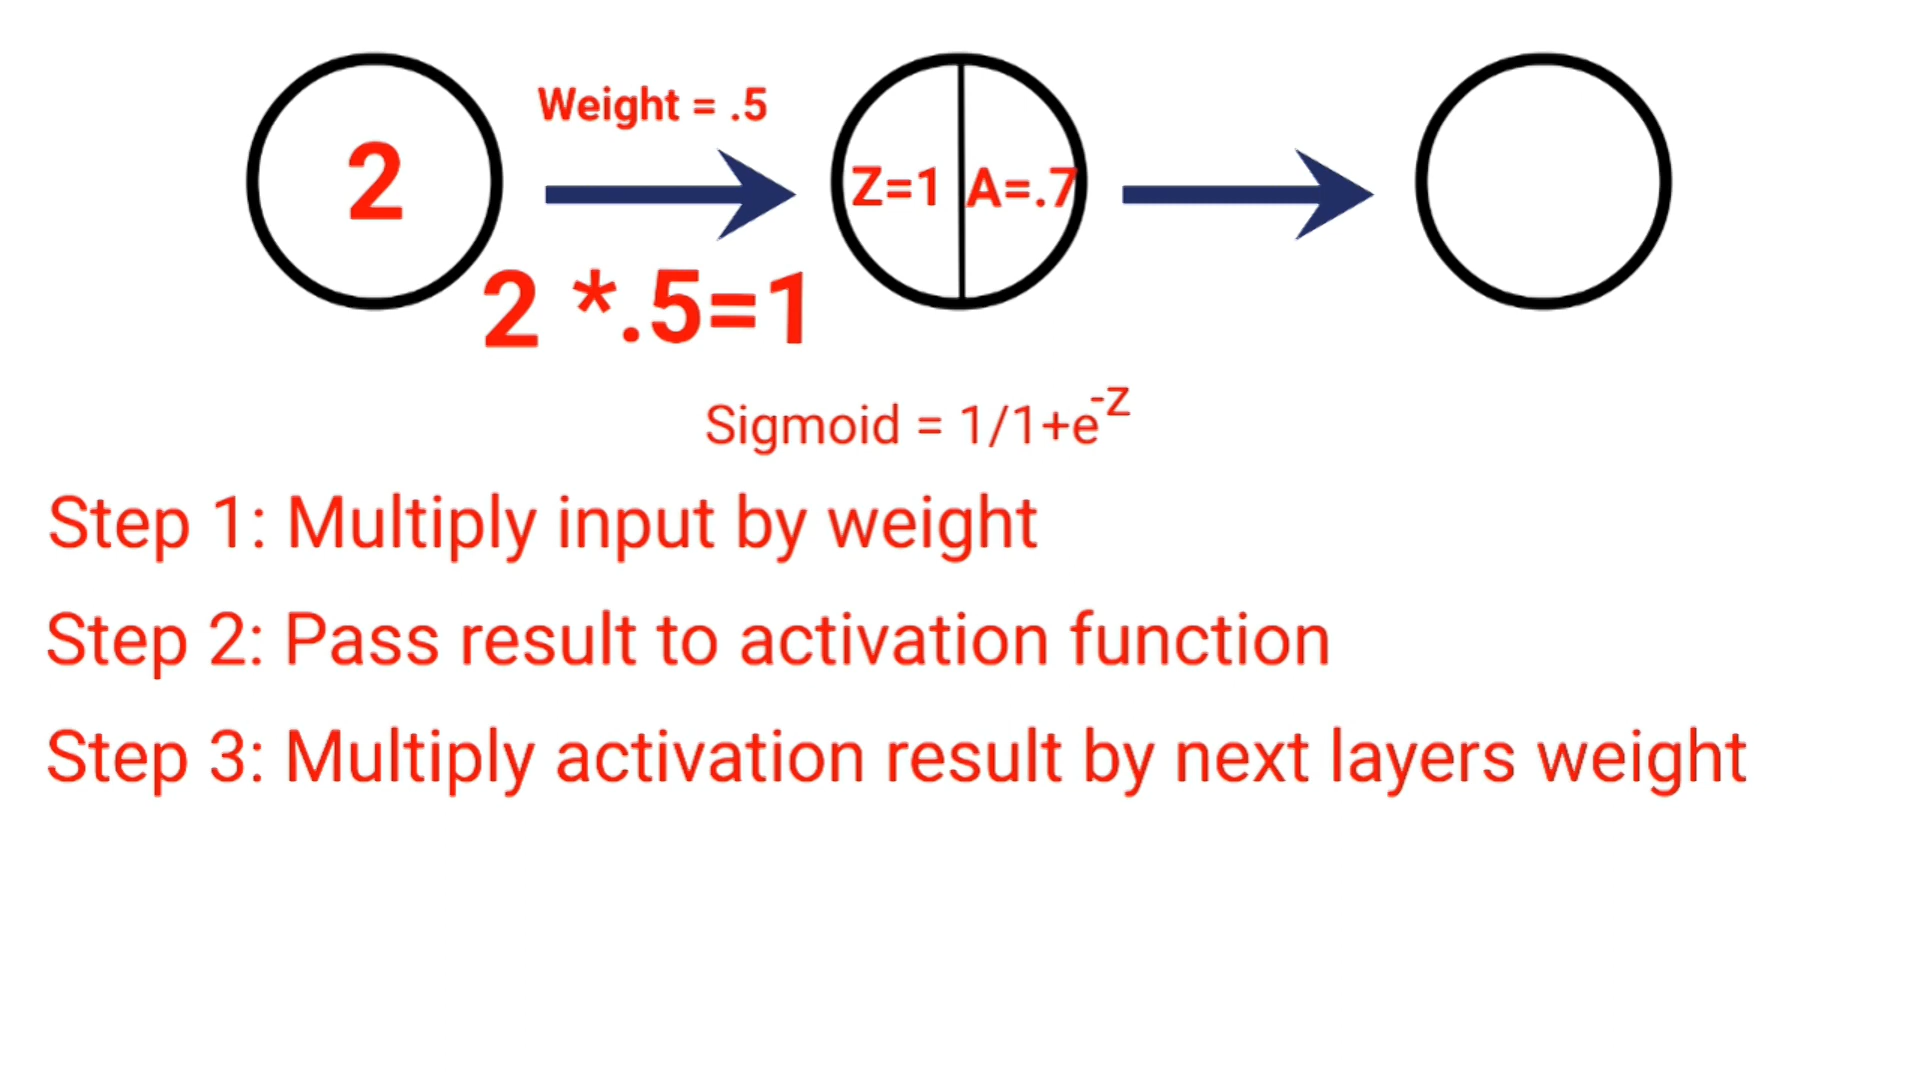 Weight = .5
2
Z=1 A=.7
2 *.5=1
Sigmoid = 1/1+e-z
Step 1: Multiply input by weight
Step 2: Pass result to activation function
Step 3: Multiply activation result by next layers weight